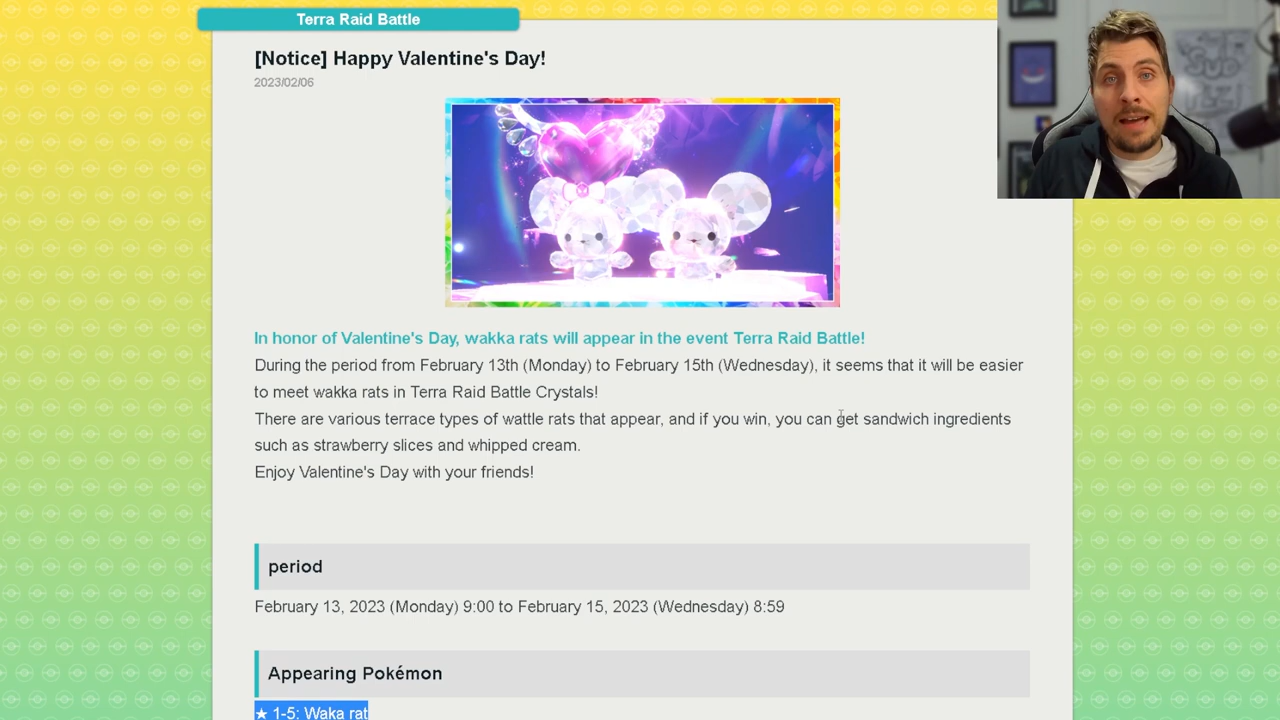 Terra Raid Battle
[Notice] Happy Valentine's Day!
2023/02/06
In honor of Valentine's Day, wakka rats will appear in the event Terra Raid Battle!
During the period from February 13th (Monday) to February 15th (Wednesday), it seems that it will be easier
to meet wakka rats in Terra Raid Battle Crystals!
There are various terrace types of wattle rats that appear, and if you win, you can get sandwich ingredients
such as strawberry slices and whipped cream.
Enjoy Valentine's Day with your friends!
period
February 13, 2023 (Monday) 9:00 to February 15, 2023 (Wednesday) 8:59
Appearing Pokémon
★ 1-5: Waka rat